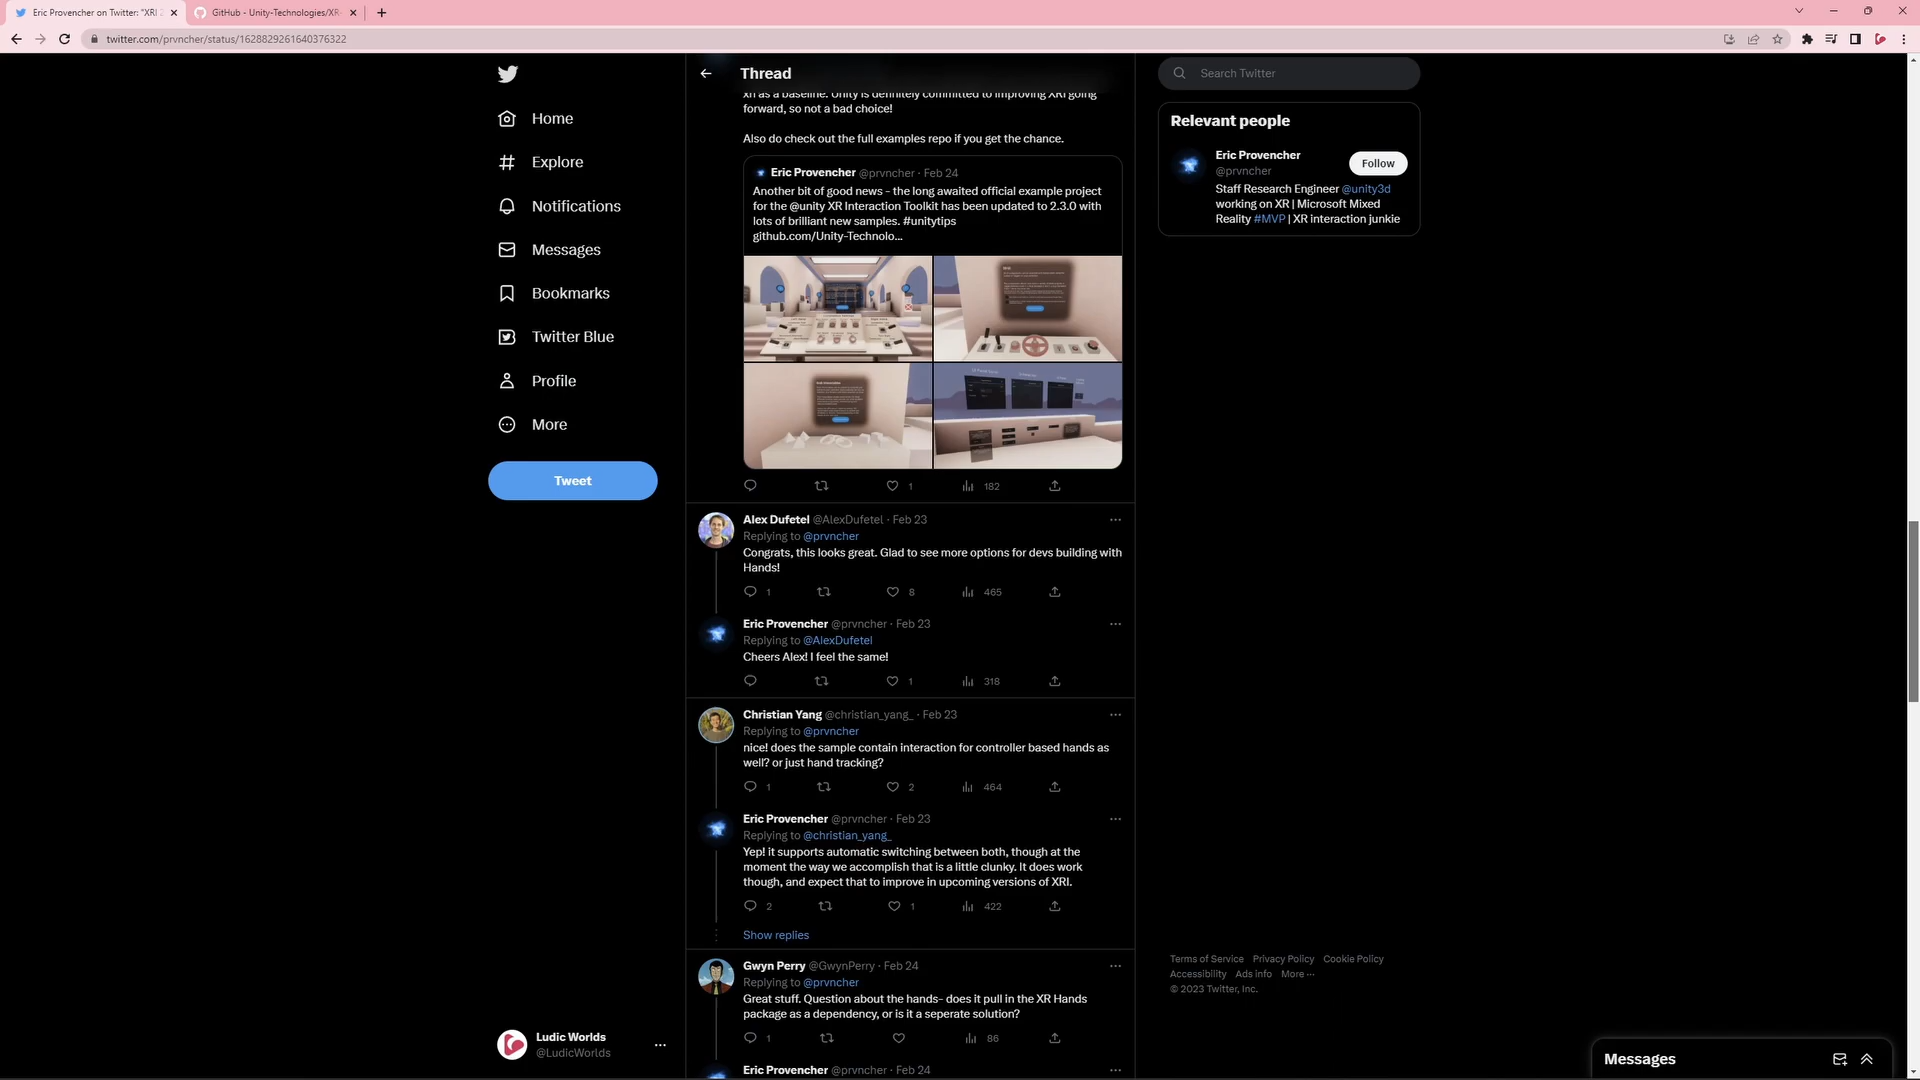 Eric Provencher on Twitter: "XRI 2
GitHub - Unity-Technologies/XR-
twitter.com/prvncher/status/1628829261640376322
Home
Explore
Notifications
Messages
Bookmarks
Twitter Blue
Profile
More
Tweet
Ludic Worlds
@LudicWorlds
Thread
xri as a baseline. Unity is definitely committed to improving XRI going
forward, so not a bad choice!
Also do check out the full examples repo if you get the chance.
Eric Provencher @prvncher · Feb 24
Another bit of good news - the long awaited official example project
for the @unity XR Interaction Toolkit has been updated to 2.3.0 with
lots of brilliant new samples. #unitytips
github.com/Unity-Technolo...
1 182
Alex Dufetel @AlexDufetel · Feb 23
Replying to @prvncher
Congrats, this looks great. Glad to see more options for devs building with
Hands!
1 8 465
Eric Provencher @prvncher · Feb 23
Replying to @AlexDufetel
Cheers Alex! I feel the same!
1 318
Christian Yang @christian_yang_ · Feb 23
Replying to @prvncher
nice! does the sample contain interaction for controller based hands as
well? or just hand tracking?
1 2 464
Eric Provencher @prvncher · Feb 23
Replying to @christian_yang_
Yep! it supports automatic switching between both, though at the
moment the way we accomplish that is a little clunky. It does work
though, and expect that to improve in upcoming versions of XRI.
2 1 422
Show replies
Gwyn Perry @GwynPerry · Feb 24
Replying to @prvncher
Great stuff. Question about the hands- does it pull in the XR Hands
package as a dependency, or is it a seperate solution?
1 86
Eric Provencher @prvncher · Feb 24
Search Twitter
Relevant people
Eric Provencher
@prvncher
Follow
Staff Research Engineer @unity3d
working on XR | Microsoft Mixed
Reality #MVP | XR interaction junkie
Terms of Service Privacy Policy Cookie Policy
Accessibility Ads info More ···
© 2023 Twitter, Inc.
Messages